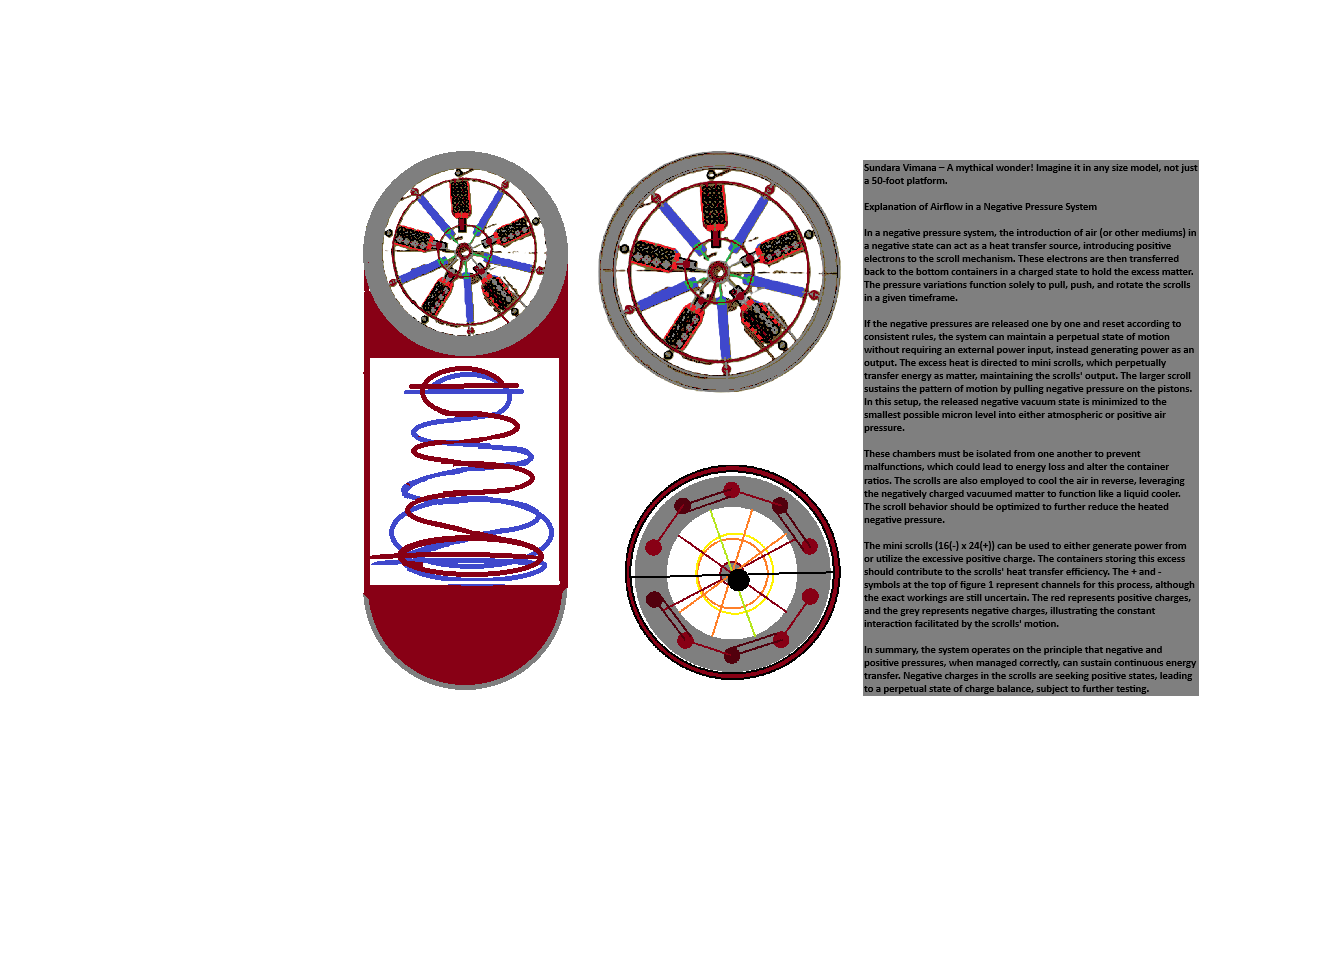 Sundara Vimana – A mythical wonder! Imagine it in any size model, not just
a 50-foot platform.
Explanation of Airflow in a Negative Pressure System
In a negative pressure system, the introduction of air (or other mediums) in
a negative state can act as a heat transfer source, introducing positive
electrons to the scroll mechanism. These electrons are then transferred
back to the bottom containers in a charged state to hold the excess matter.
The pressure variations function solely to pull, push, and rotate the scrolls
in a given timeframe.
If the negative pressures are released one by one and reset according to
consistent rules, the system can maintain a perpetual state of motion
without requiring an external power input, instead generating power as an
output. The excess heat is directed to mini scrolls, which perpetually
transfer energy as matter, maintaining the scrolls' output. The larger scroll
sustains the pattern of motion by pulling negative pressure on the pistons.
In this setup, the released negative vacuum state is minimized to the
smallest possible micron level into either atmospheric or positive air
pressure.
These chambers must be isolated from one another to prevent
malfunctions, which could lead to energy loss and alter the container
ratios. The scrolls are also employed to cool the air in reverse, leveraging
the negatively charged vacuumed matter to function like a liquid cooler.
The scroll behavior should be optimized to further reduce the heated
negative pressure.
The mini scrolls (16(-) x 24(+)) can be used to either generate power from
or utilize the excessive positive charge. The containers storing this excess
should contribute to the scrolls' heat transfer efficiency. The + and -
symbols at the top of figure 1 represent channels for this process, although
the exact workings are still uncertain. The red represents positive charges,
and the grey represents negative charges, illustrating the constant
interaction facilitated by the scrolls' motion.
In summary, the system operates on the principle that negative and
positive pressures, when managed correctly, can sustain continuous energy
transfer. Negative charges in the scrolls are seeking positive states, leading
to a perpetual state of charge balance, subject to further testing.